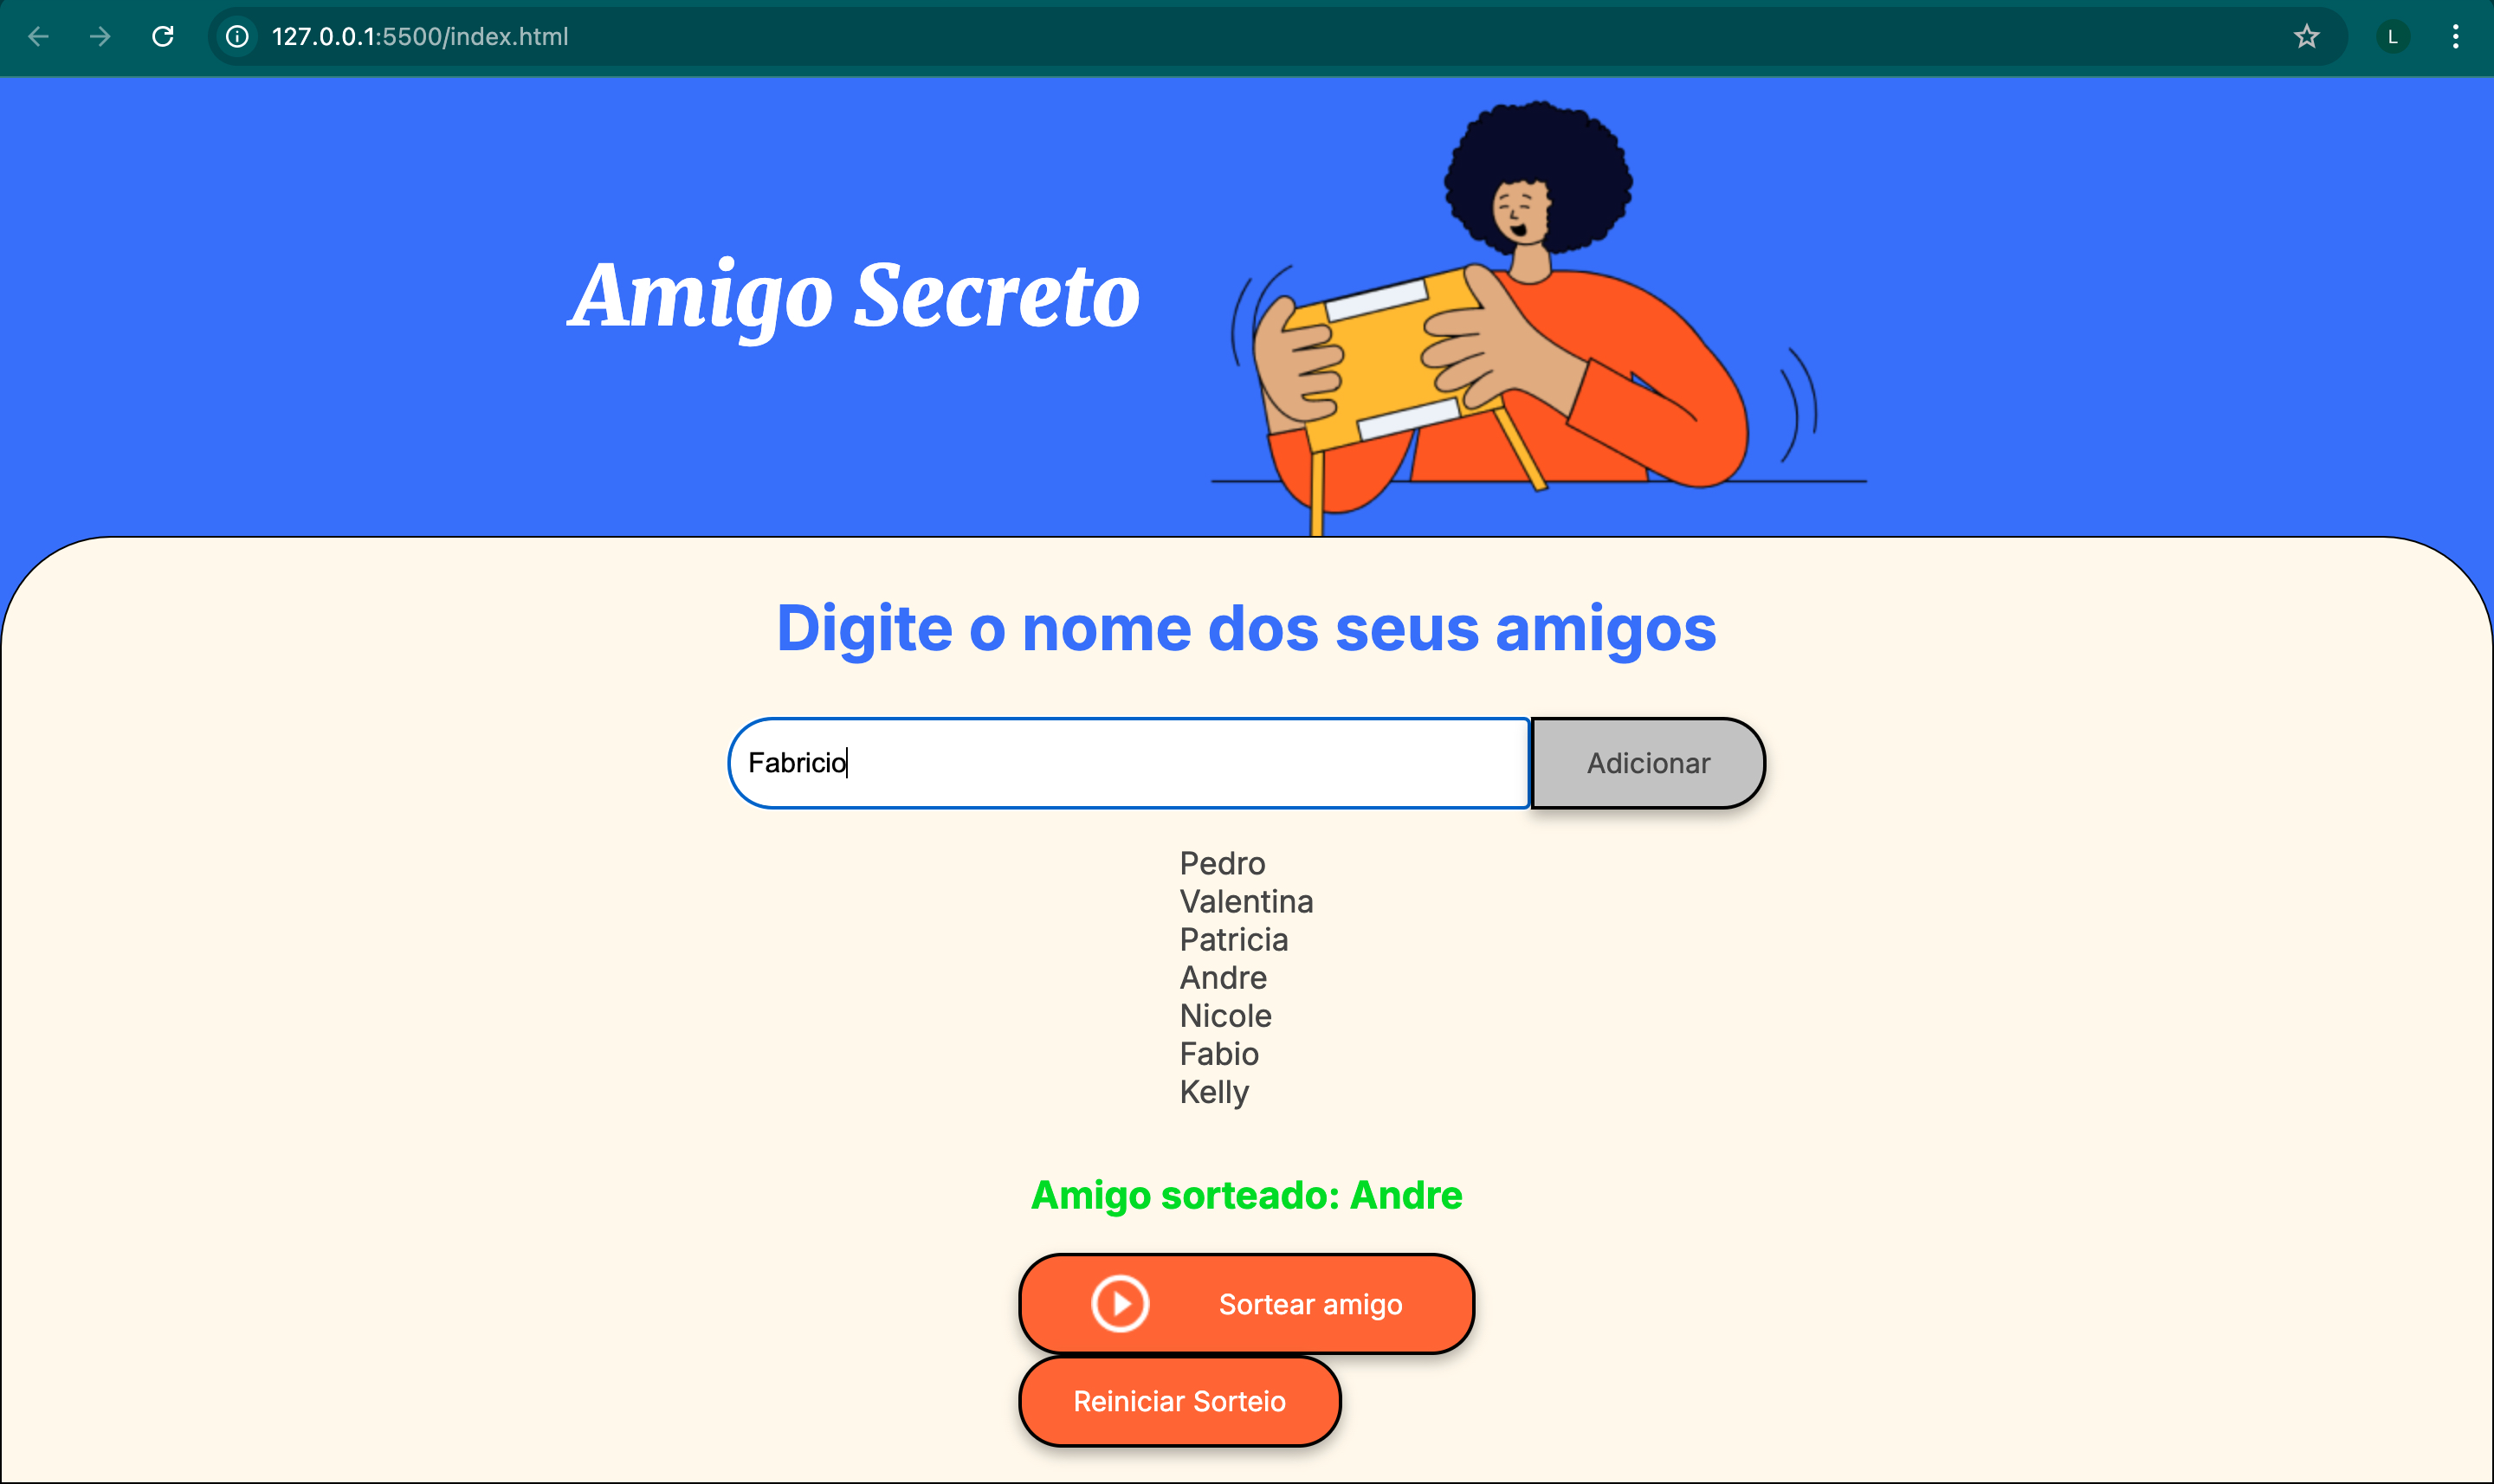 127.0.0.1:5500/index.html
L
Amigo Secreto
Digite o nome dos seus amigos
Fabricio
Adicionar
Pedro
Valentina
Patricia
Andre
Nicole
Fabio
Kelly
Amigo sorteado: Andre
Sortear amigo
Reiniciar Sorteio